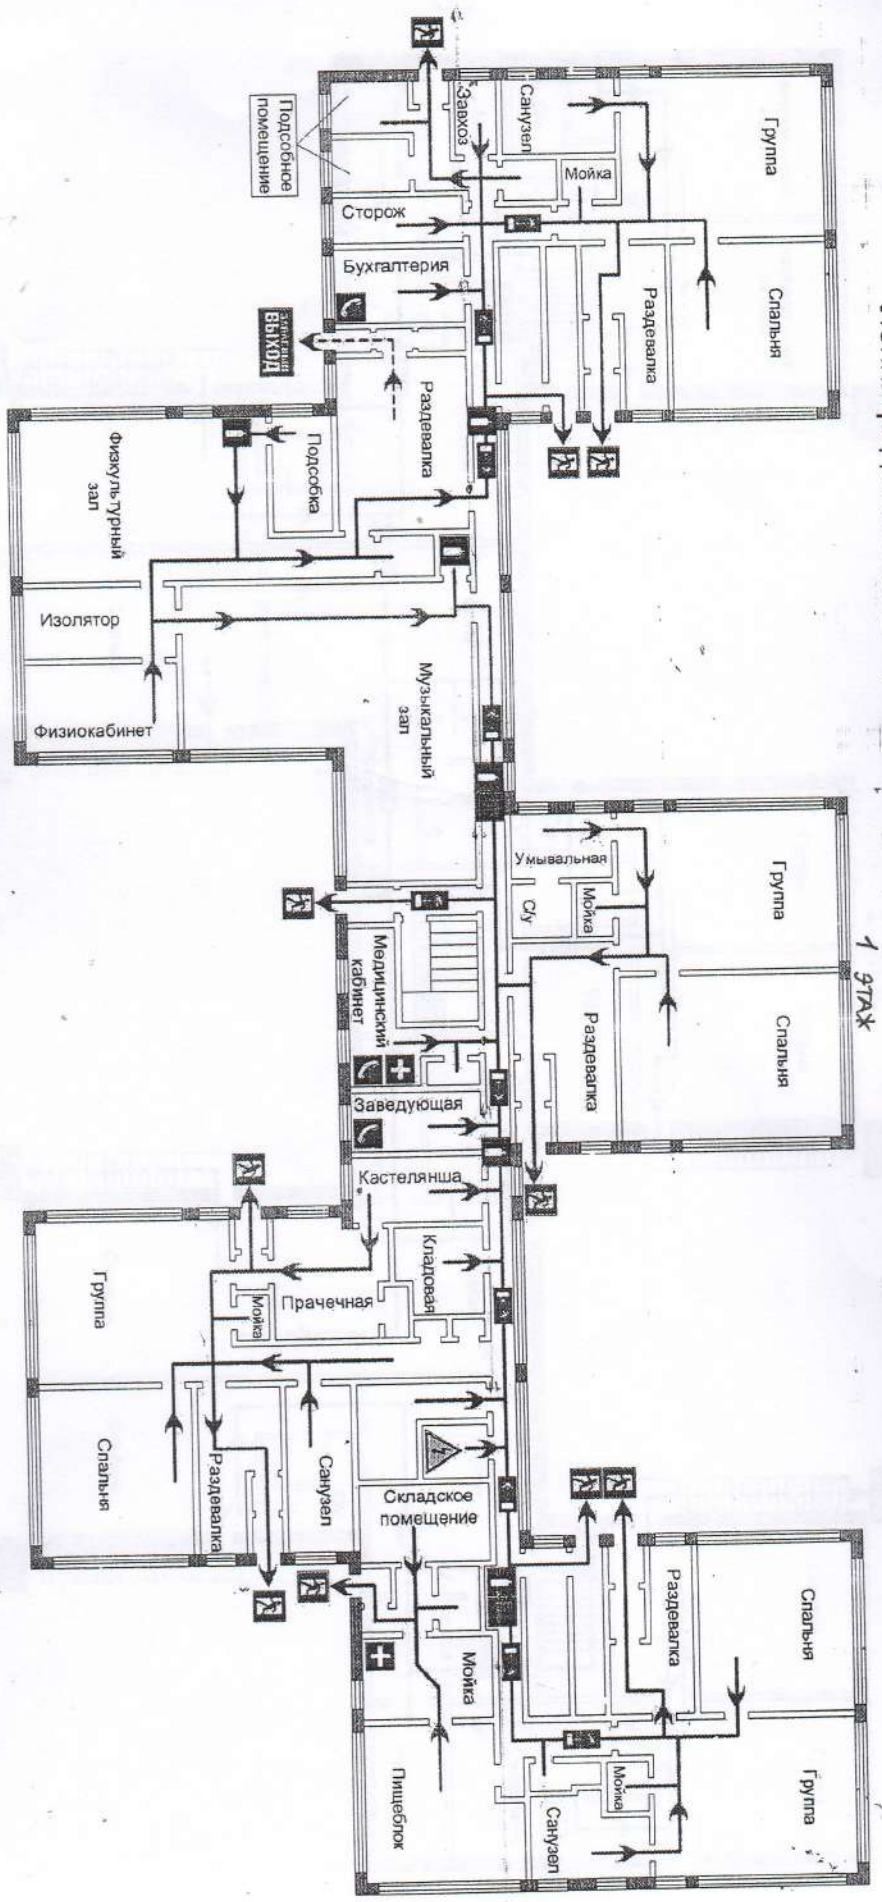 1 ЭТАЖ
Группа
Спальня
Санузел
Мойка
Раздевалка
Завхоз
Подсобное
помещение
Сторож
Бухгалтерия
ВЫХОД
Раздевалка
Подсобка
Физкультурный
зал
Изолятор
Физиокабинет
Музыкальный
зал
Группа
Спальня
Умывальная
Мойка
С/у
Раздевалка
Медицинский
кабинет
Заведующая
Кастелянша
Кладовая
Прачечная
Мойка
Группа
Спальня
Раздевалка
Санузел
Складское
помещение
Мойка
Пищеблок
Спальня
Раздевалка
Группа
Мойка
Санузел